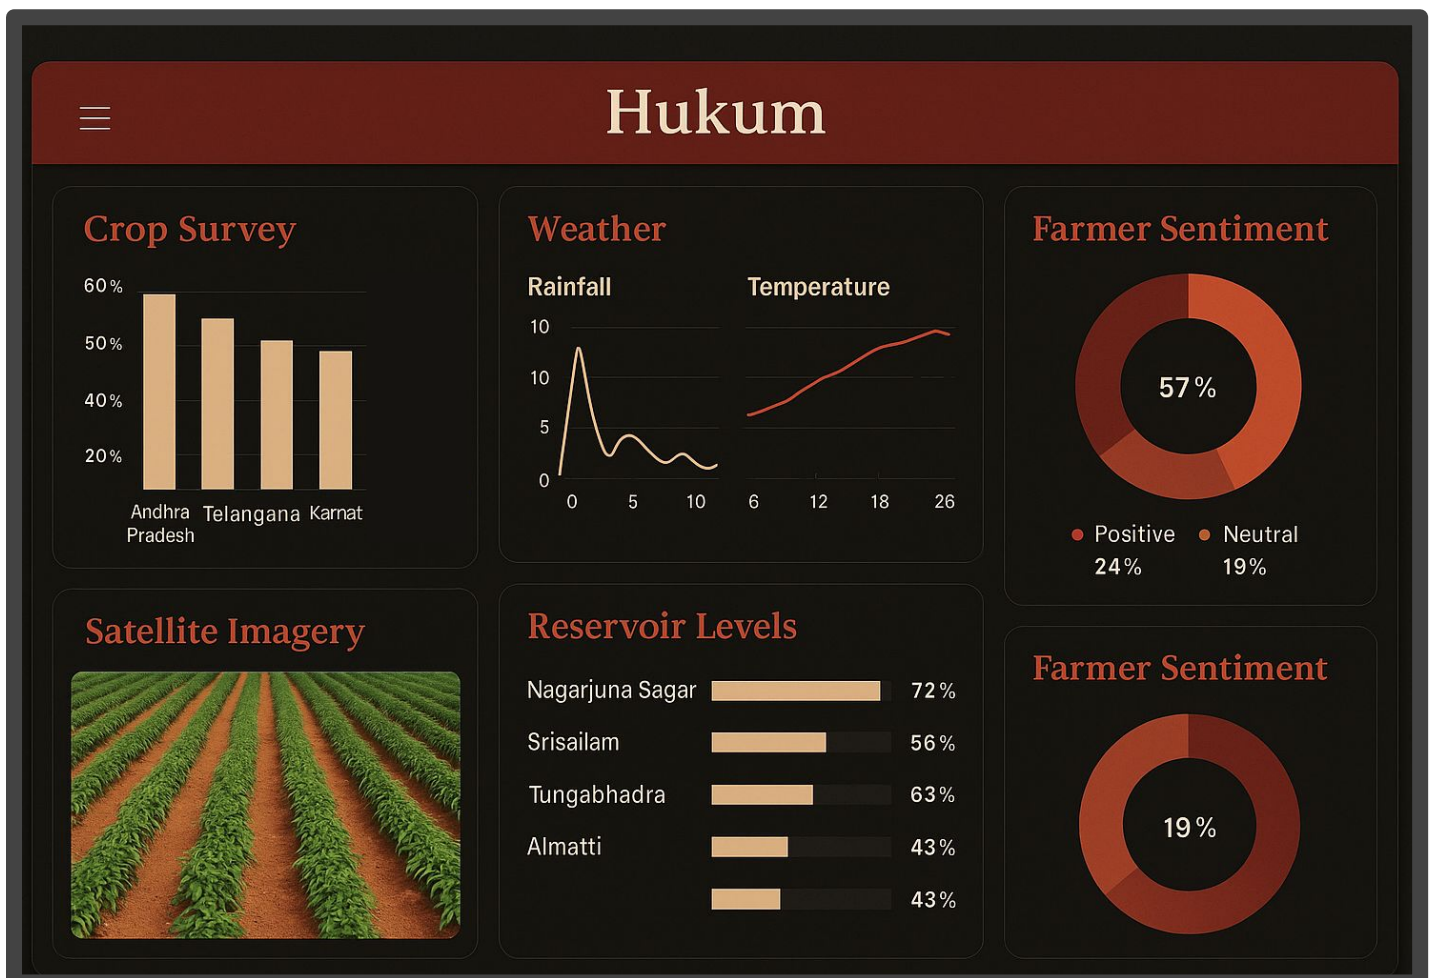 Hukum
Crop Survey
60%
50%
40%
20%
Andhra
Pradesh
Telangana
Karnat
Weather
Rainfall
10
10
5
0
0 5 10
Temperature
6 12 18 26
Farmer Sentiment
57%
Positive
24%
Neutral
19%
Satellite Imagery
Reservoir Levels
Nagarjuna Sagar 72%
Srisailam 56%
Tungabhadra 63%
Almatti 43%
43%
Farmer Sentiment
19%